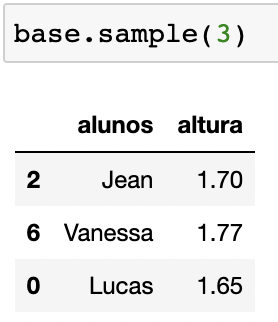 base.sample(3)
alunos altura
2 Jean 1.70
6 Vanessa 1.77
0 Lucas 1.65